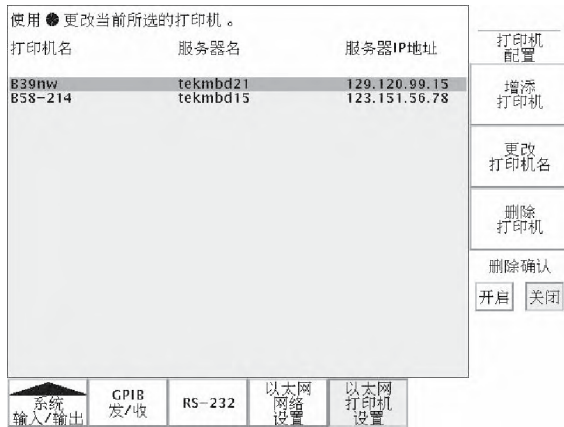 使用 更改当前所选的打印机。
打印机名 服务器名 服务器IP地址
B39nw tekmbd21 129.120.99.15
B58-214 tekmbd15 123.151.56.78
打印机
配置
增添
打印机
更改
打印机名
删除
打印机
删除确认
开启 关闭
系统
输入/输出
GPIB
发/收
RS-232
以太网
网络
设置
以太网
打印机
设置